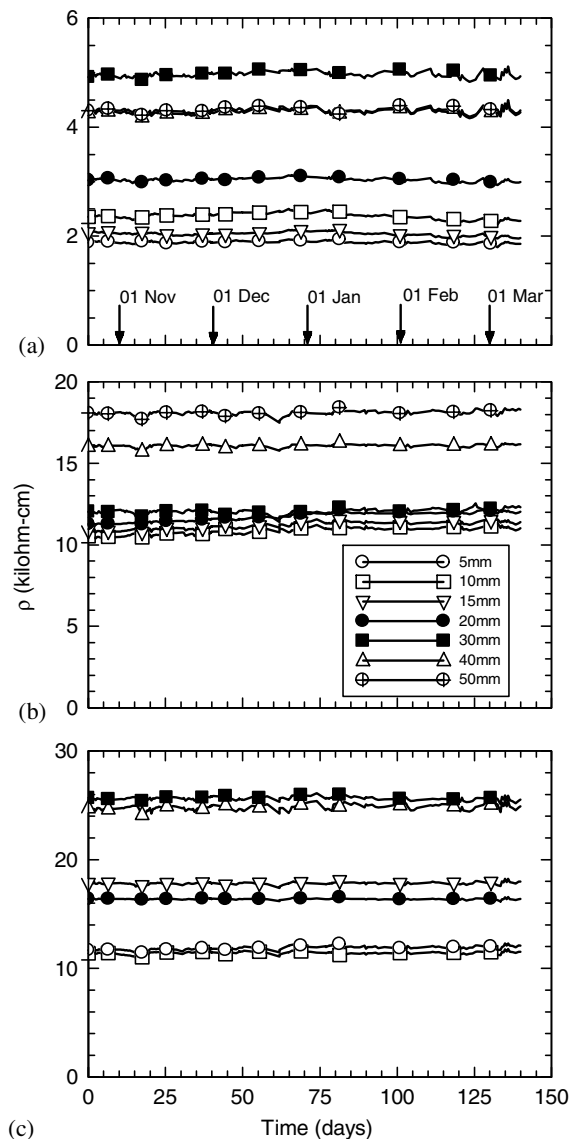 6
4
2
0
01 Nov
01 Dec
01 Jan
01 Feb
01 Mar
(a)
20
15
10
6
3
0
ρ (kilohm-cm)
5mm
10mm
15mm
20mm
30mm
40mm
50mm
(b)
30
20
10
0
0
25
50
75
100
125
150
Time (days)
(c)